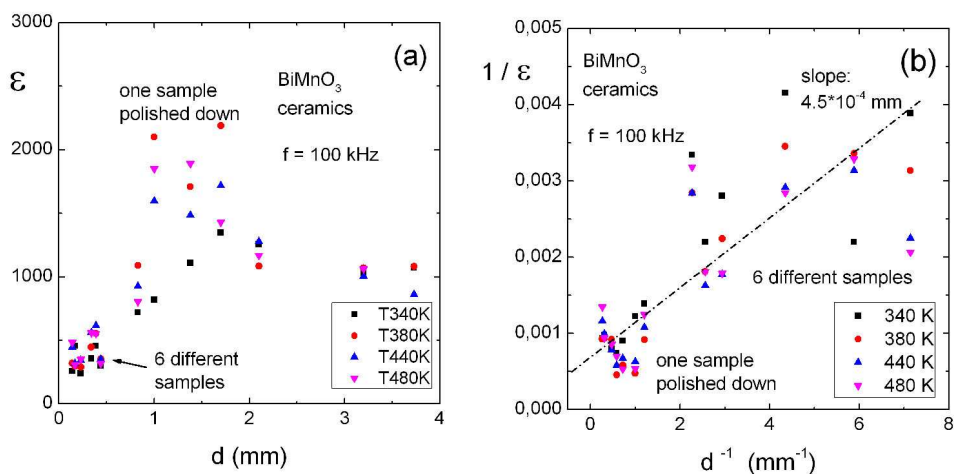 (a)
3000
2000
1000
0
ε
one sample
polished down
BiMnO3
ceramics
f = 100 kHz
6 different
samples
T340K
T380K
T440K
T480K
0
1
2
3
4
d (mm)
(b)
0,005
0,004
0,003
0,002
0,001
0,000
1 / ε
BiMnO3
ceramics
f = 100 kHz
slope:
4.5*10-4 mm
6 different samples
one sample
polished down
340 K
380 K
440 K
480 K
0
2
4
6
8
d -1 (mm-1)